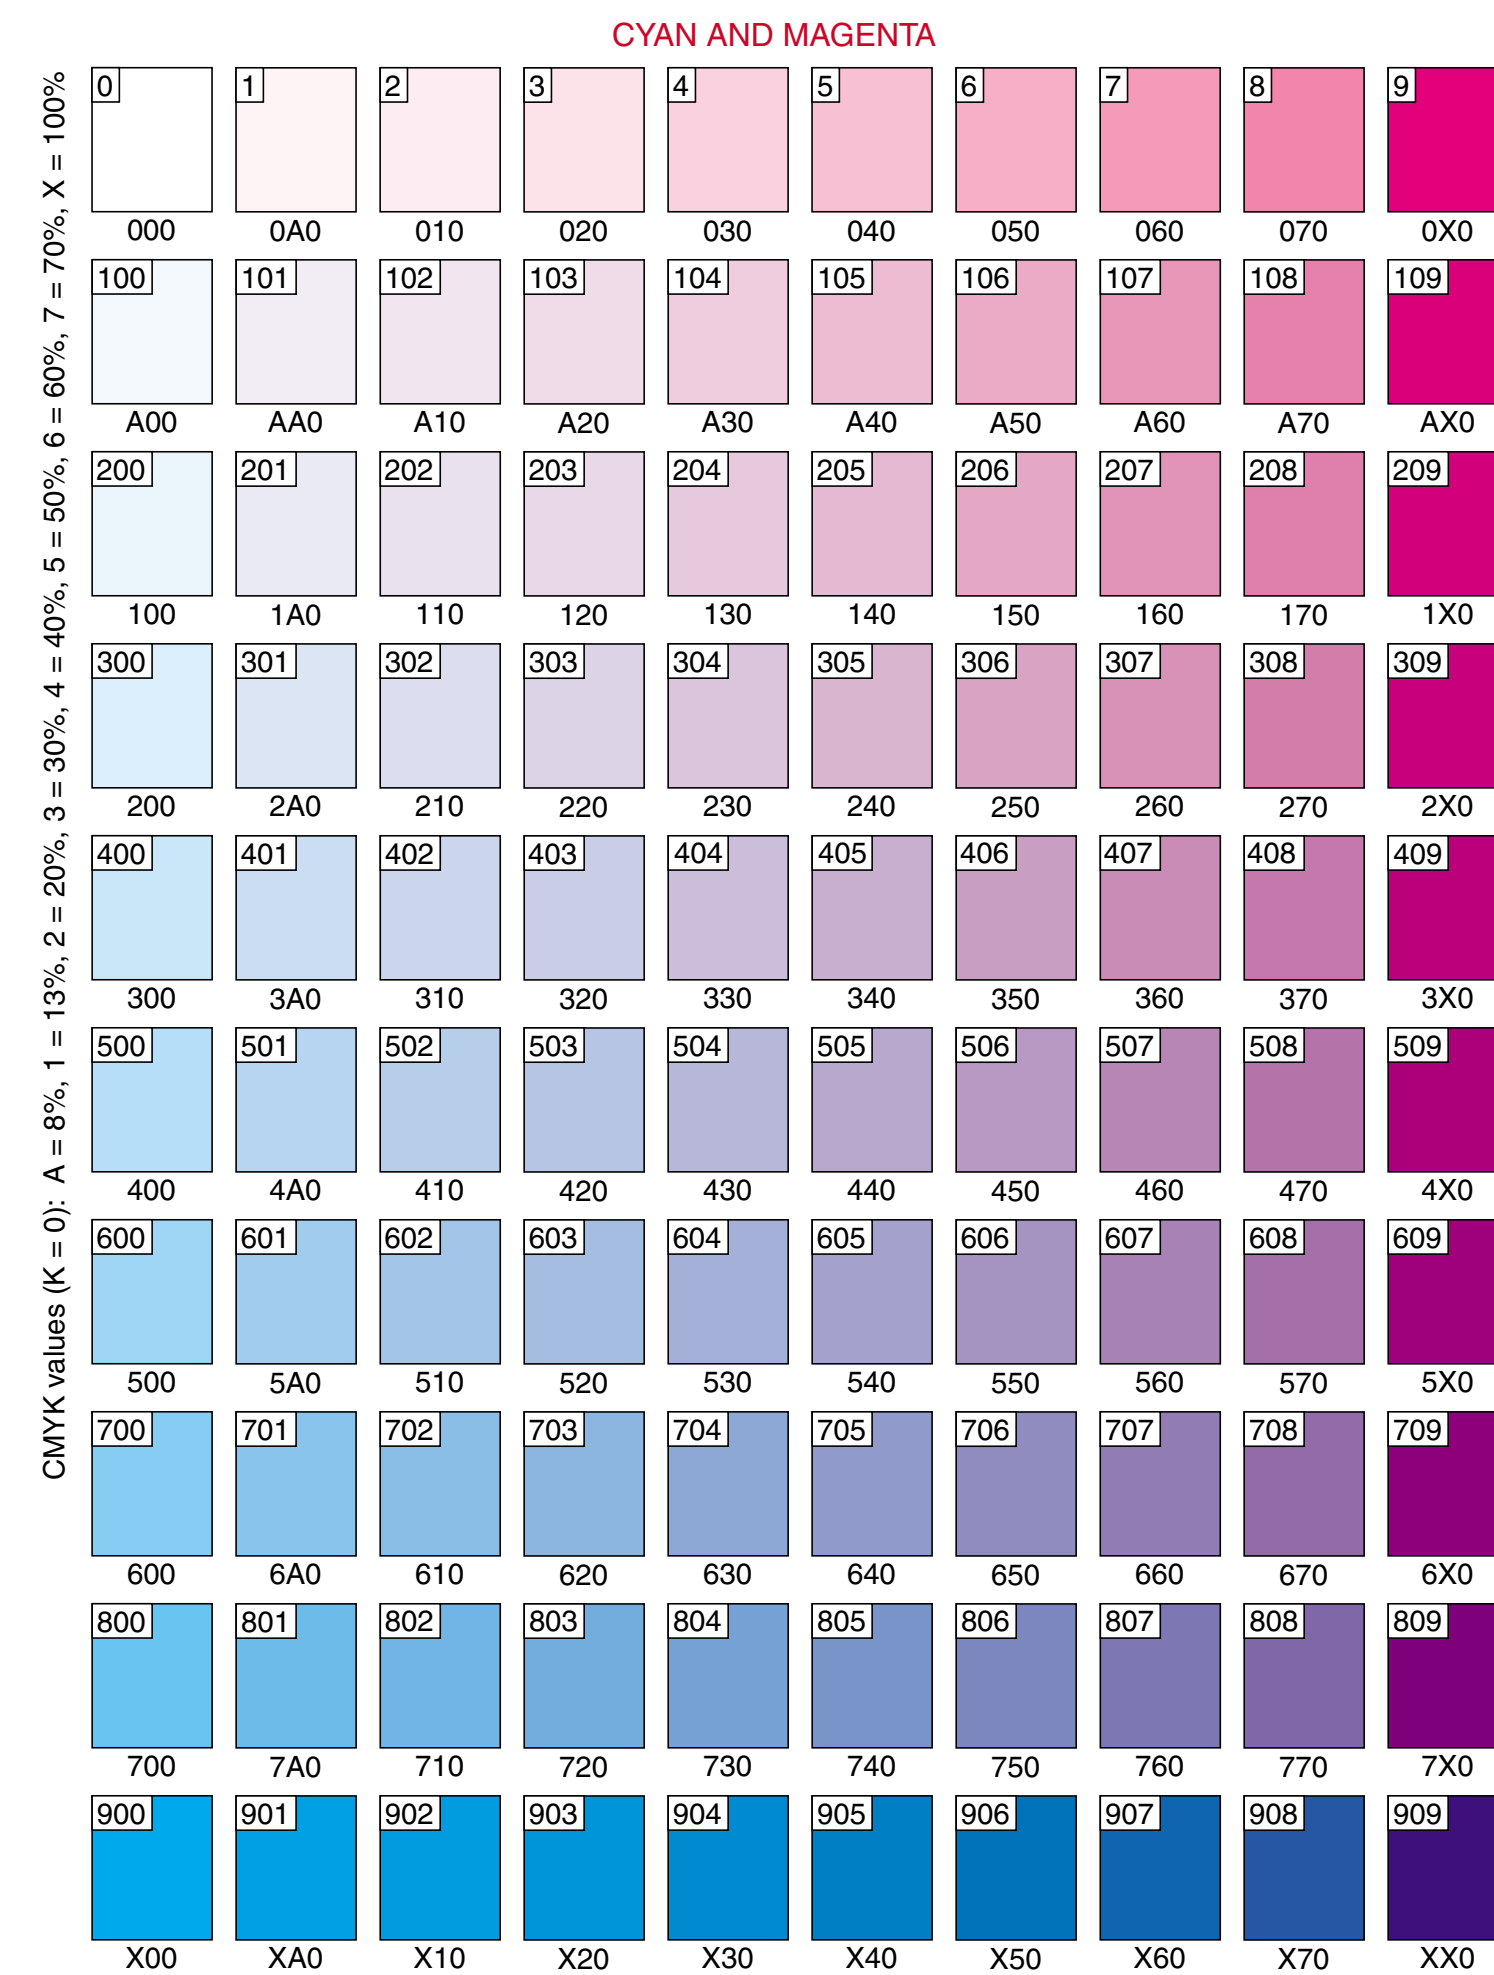 CYAN AND MAGENTA
CMYK values (K = 0): A = 8%, 1 = 13%, 2 = 20%, 3 = 30%, 4 = 40%, 5 = 50%, 6 = 60%, 7 = 70%, X = 100%
0 1 2 3 4 5 6 7 8 9
000 0A0 010 020 030 040 050 060 070 0X0
100 101 102 103 104 105 106 107 108 109
A00 AA0 A10 A20 A30 A40 A50 A60 A70 AX0
200 201 202 203 204 205 206 207 208 209
100 1A0 110 120 130 140 150 160 170 1X0
300 301 302 303 304 305 306 307 308 309
200 2A0 210 220 230 240 250 260 270 2X0
400 401 402 403 404 405 406 407 408 409
300 3A0 310 320 330 340 350 360 370 3X0
500 501 502 503 504 505 506 507 508 509
400 4A0 410 420 430 440 450 460 470 4X0
600 601 602 603 604 605 606 607 608 609
500 5A0 510 520 530 540 550 560 570 5X0
700 701 702 703 704 705 706 707 708 709
600 6A0 610 620 630 640 650 660 670 6X0
800 801 802 803 804 805 806 807 808 809
700 7A0 710 720 730 740 750 760 770 7X0
900 901 902 903 904 905 906 907 908 909
X00 XA0 X10 X20 X30 X40 X50 X60 X70 XX0